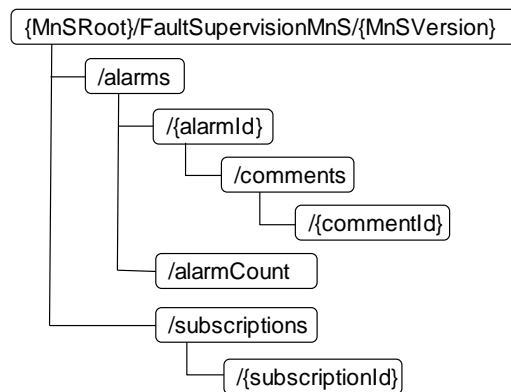 {MnSRoot}/FaultSupervisionMnS/{MnSVersion}
/alarms
/{alarmId}
/comments
/{commentId}
/alarmCount
/subscriptions
/{subscriptionId}